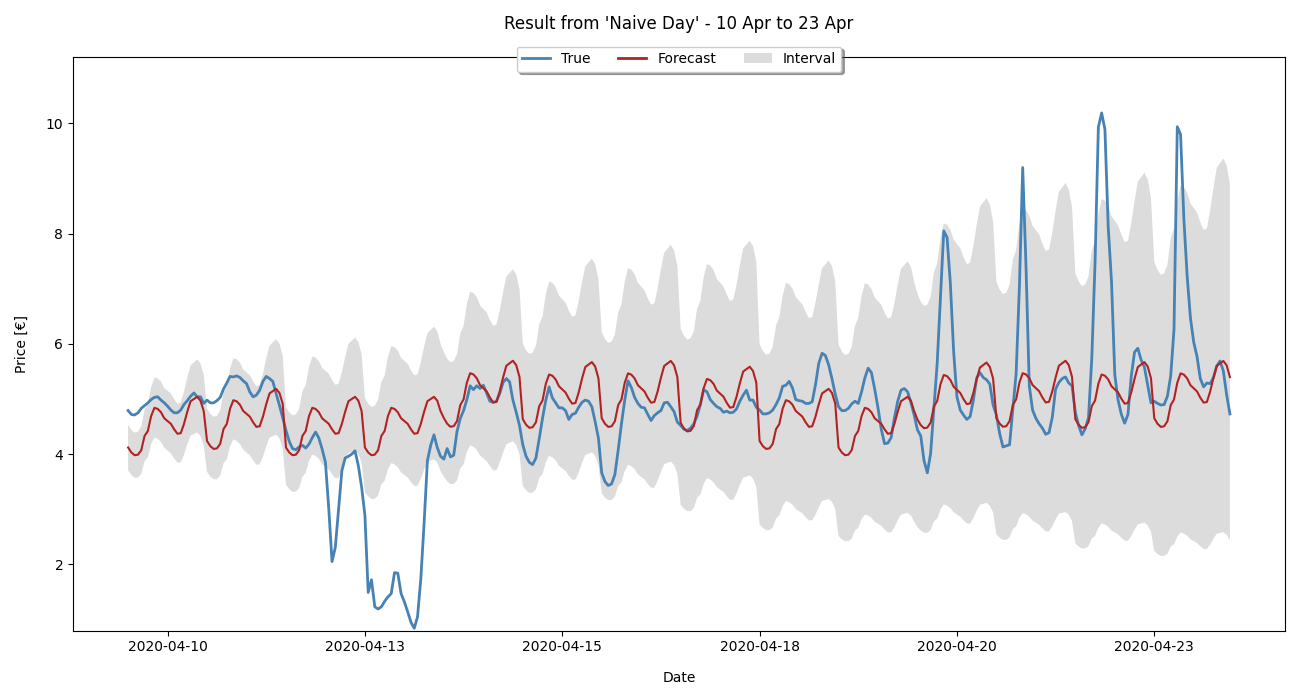 Result from 'Naive Day' - 10 Apr to 23 Apr
True Forecast Interval
10
8
6
4
2
Price [€]
2020-04-10 2020-04-13 2020-04-15 2020-04-18 2020-04-20 2020-04-23
Date